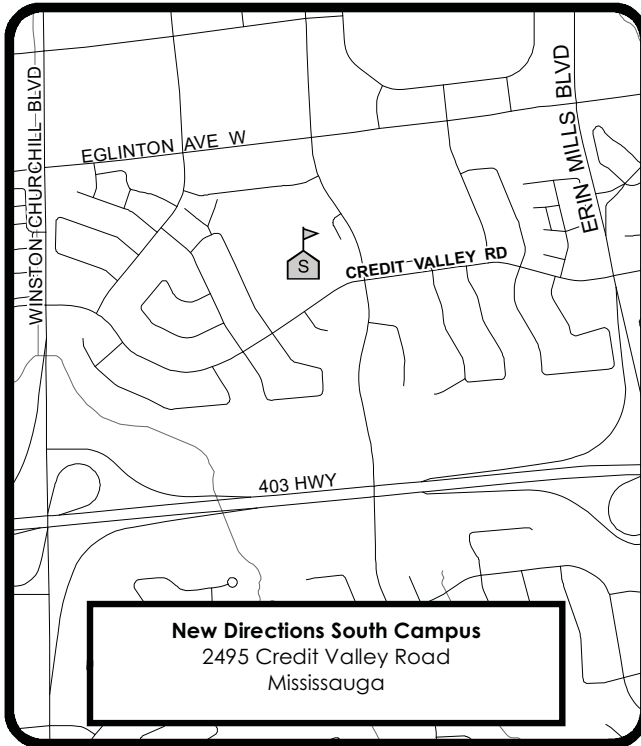 WINSTON CHURCHILL BLVD
EGLINTON AVE W
ERIN MILLS BLVD
S
CREDIT VALLEY RD
403 HWY
New Directions South Campus
2495 Credit Valley Road
Mississauga